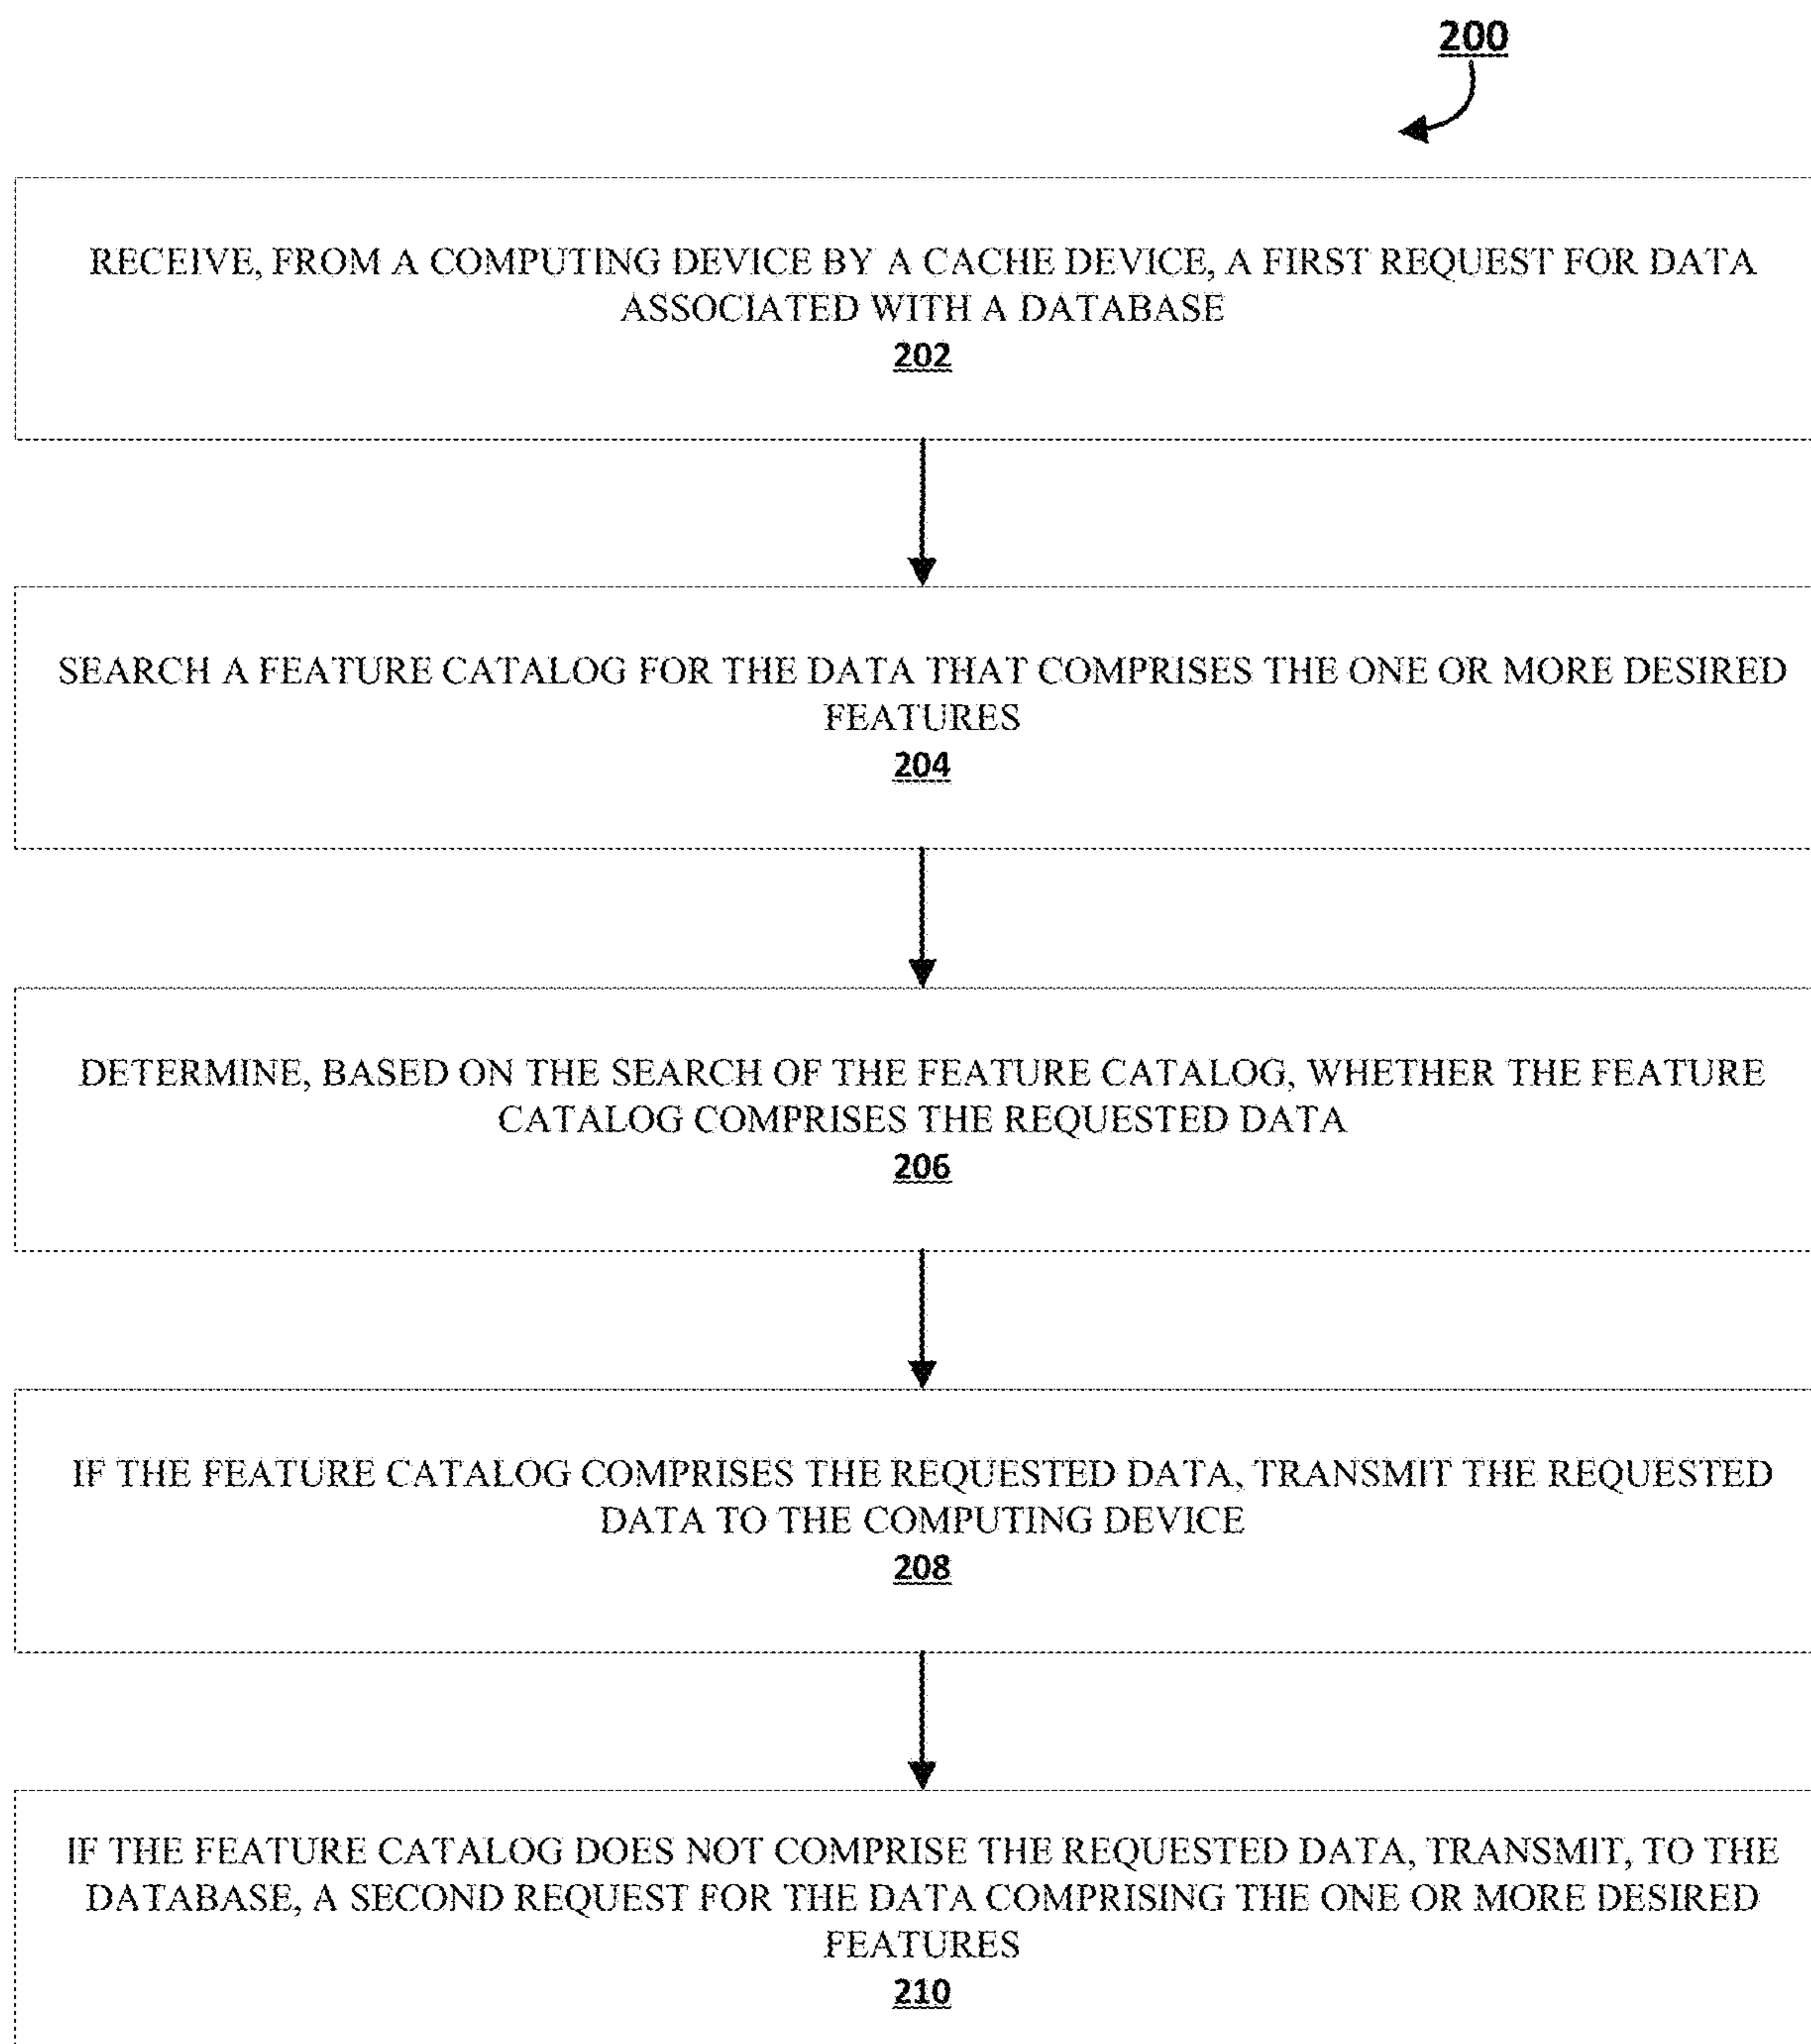 200
RECEIVE, FROM A COMPUTING DEVICE BY A CACHE DEVICE, A FIRST REQUEST FOR DATA
ASSOCIATED WITH A DATABASE
202
SEARCH A FEATURE CATALOG FOR THE DATA THAT COMPRISES THE ONE OR MORE DESIRED
FEATURES
204
DETERMINE, BASED ON THE SEARCH OF THE FEATURE CATALOG, WHETHER THE FEATURE
CATALOG COMPRISES THE REQUESTED DATA
206
IF THE FEATURE CATALOG COMPRISES THE REQUESTED DATA, TRANSMIT THE REQUESTED
DATA TO THE COMPUTING DEVICE
208
IF THE FEATURE CATALOG DOES NOT COMPRISE THE REQUESTED DATA, TRANSMIT, TO THE
DATABASE, A SECOND REQUEST FOR THE DATA COMPRISING THE ONE OR MORE DESIRED
FEATURES
210